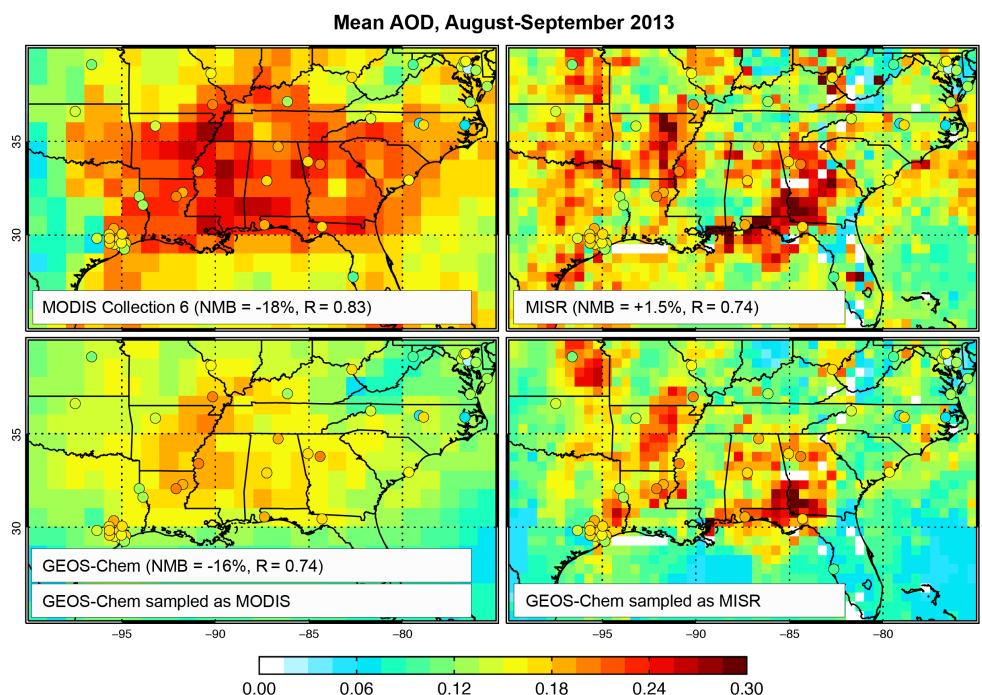 Mean AOD, August-September 2013
35
30
MODIS Collection 6 (NMB = -18%, R = 0.83)
MISR (NMB = +1.5%, R = 0.74)
35
30
GEOS-Chem (NMB = -16%, R = 0.74)
GEOS-Chem sampled as MODIS
GEOS-Chem sampled as MISR
−95 −90 −85 −80 −95 −90 −85 −80
0.00 0.06 0.12 0.18 0.24 0.30